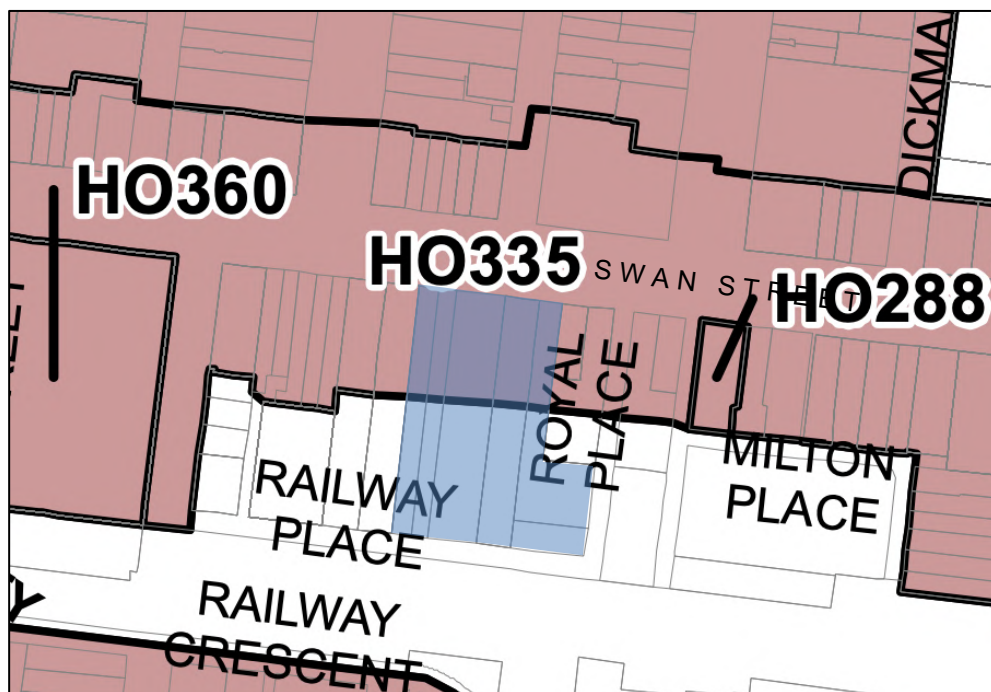 DICKMA
HO360
HO335
SWAN STREET
HO288
ROYAL
PLACE
MILTON
PLACE
RAILWAY
PLACE
RAILWAY
CRESCENT
Y